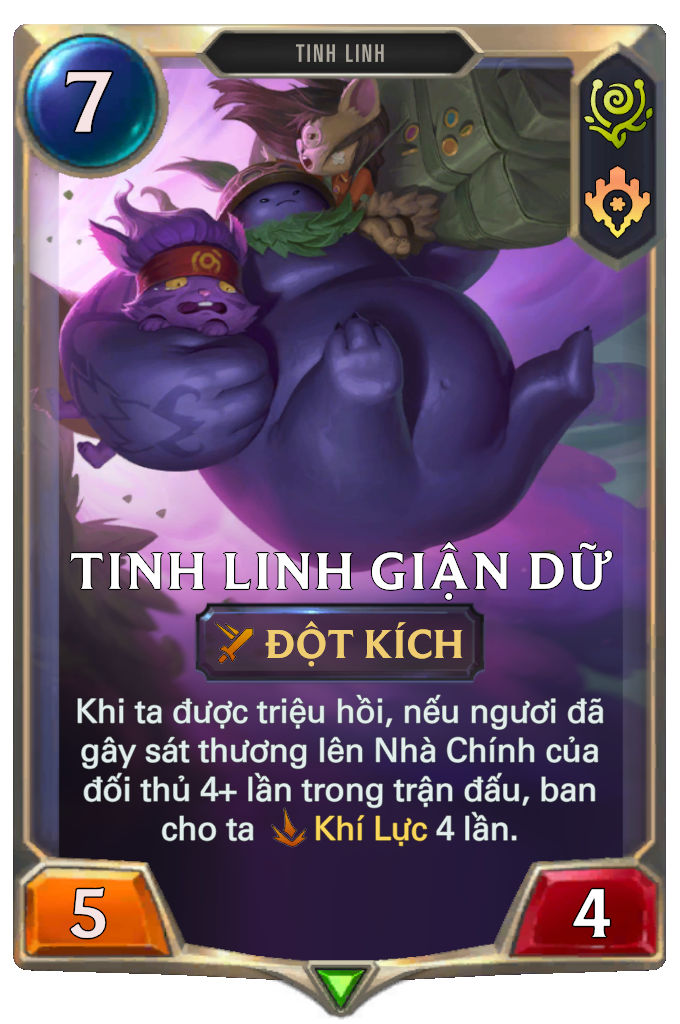 7
TINH LINH
TINH LINH GIẬN DỮ
ĐỘT KÍCH
Khi ta được triệu hồi, nếu ngươi đã
gây sát thương lên Nhà Chính của
đối thủ 4+ lần trong trận đấu, ban
cho ta Khí Lực 4 lần.
5
4